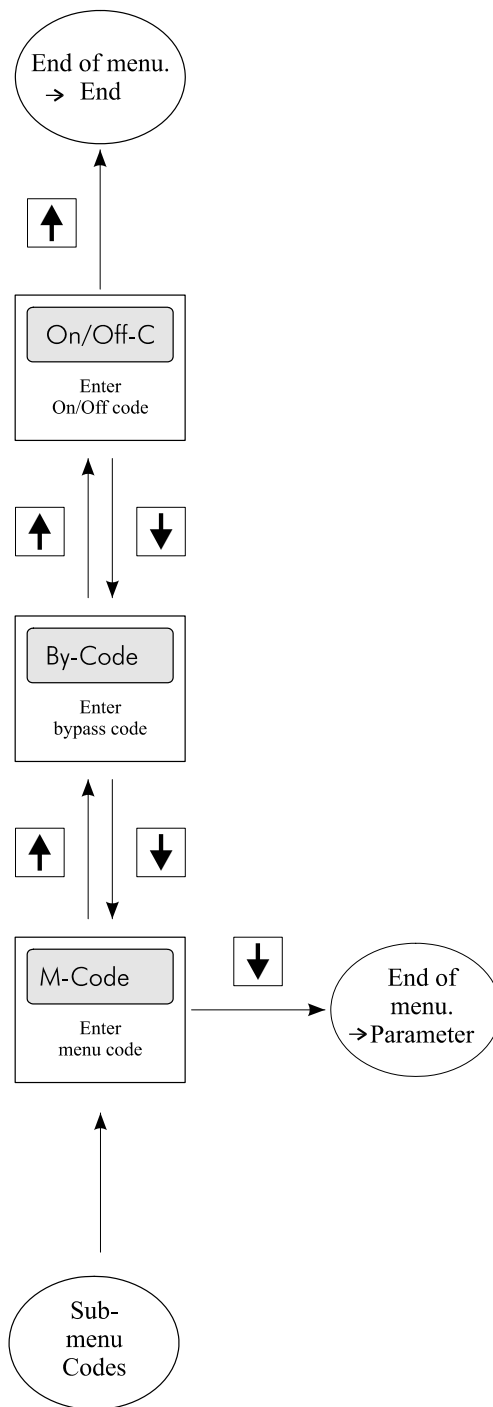 End of menu.
→ End
On/Off-C
Enter
On/Off code
By-Code
Enter
bypass code
M-Code
Enter
menu code
End of
menu.
→Parameter
Sub-
menu
Codes